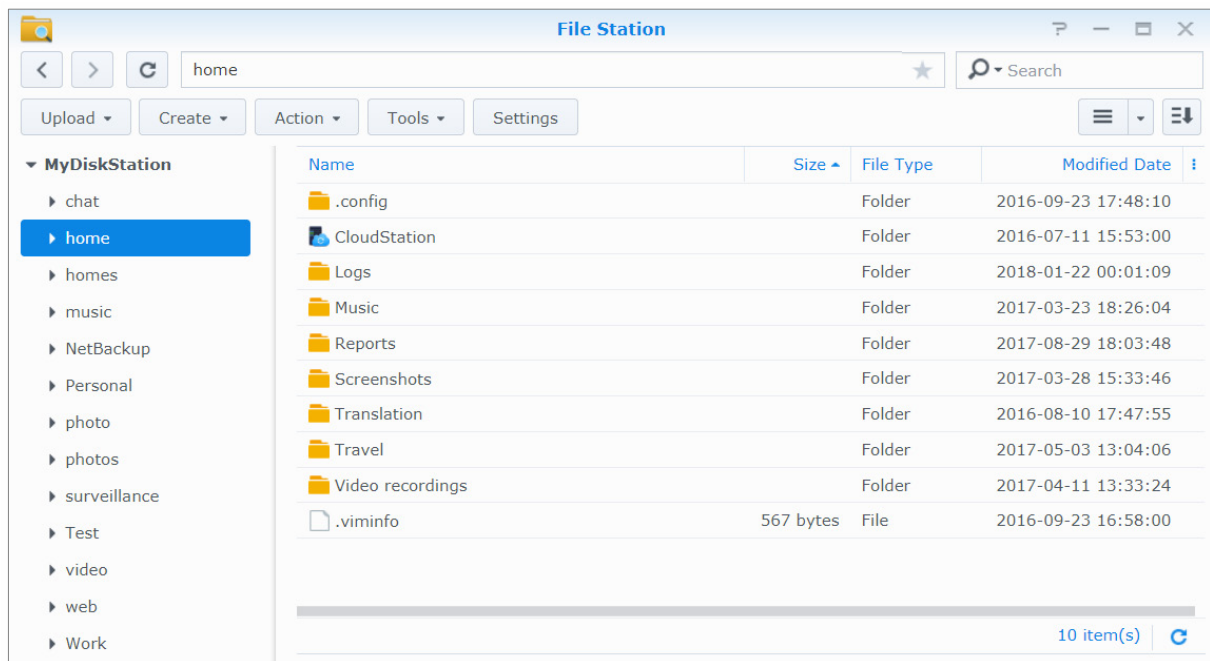 File Station
home
Search
Upload Create Action Tools Settings
MyDiskStation
chat
home
homes
music
NetBackup
Personal
photo
photos
surveillance
Test
video
web
Work
Name Size File Type Modified Date
.config Folder 2016-09-23 17:48:10
CloudStation Folder 2016-07-11 15:53:00
Logs Folder 2018-01-22 00:01:09
Music Folder 2017-03-23 18:26:04
Reports Folder 2017-08-29 18:03:48
Screenshots Folder 2017-03-28 15:33:46
Translation Folder 2016-08-10 17:47:55
Travel Folder 2017-05-03 13:04:06
Video recordings Folder 2017-04-11 13:33:24
.viminfo 567 bytes File 2016-09-23 16:58:00
10 item(s)